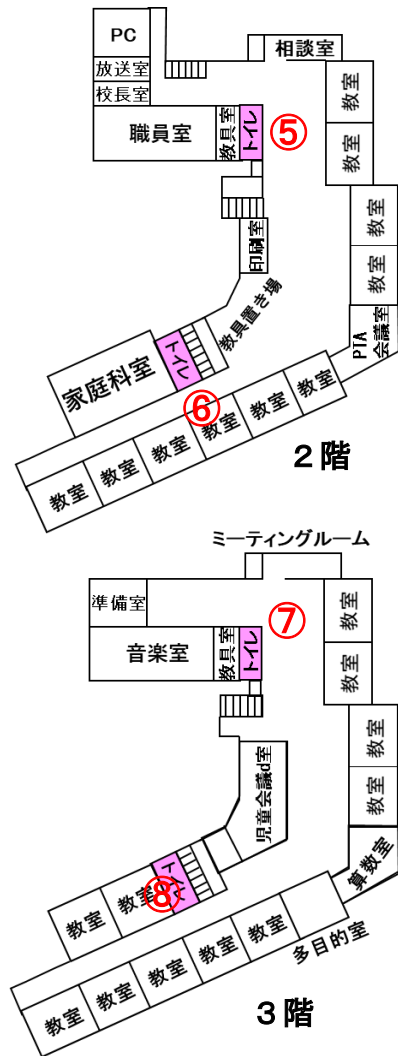 PC
相談室
放送室
校長室
職員室
教具室
トイレ
⑤
教室
教室
教室
教室
印刷室
教具置き場
PTA
会議室
家庭科室
トイレ
⑥
教室
教室
教室
教室
教室
教室
2階
ミーティングルーム
準備室
音楽室
教具室
トイレ
⑦
教室
教室
教室
教室
児童会議d室
算数室
教室
教室
トイレ
⑧
教室
教室
教室
教室
教室
多目的室
3階